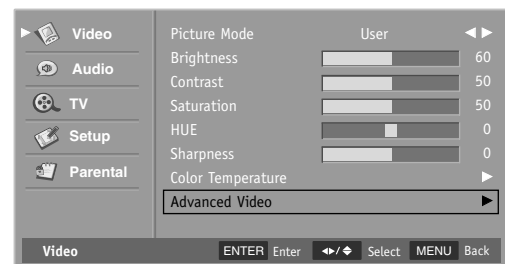 Video
Audio
TV
Setup
Parental
Picture Mode User
Brightness 60
Contrast 50
Saturation 50
HUE 0
Sharpness 0
Color Temperature
Advanced Video
Video ENTER Enter Select MENU Back